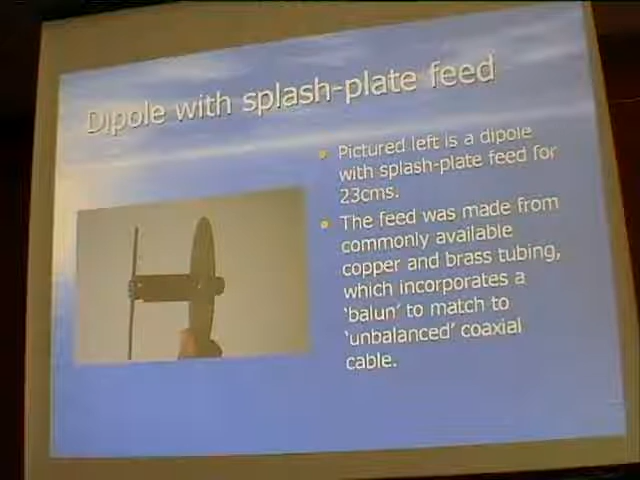 Dipole with splash-plate feed
Pictured left is a dipole
with splash-plate feed for
23cms.
The feed was made from
commonly available
copper and brass tubing,
which incorporates a
'balun' to match to
'unbalanced' coaxial
cable.